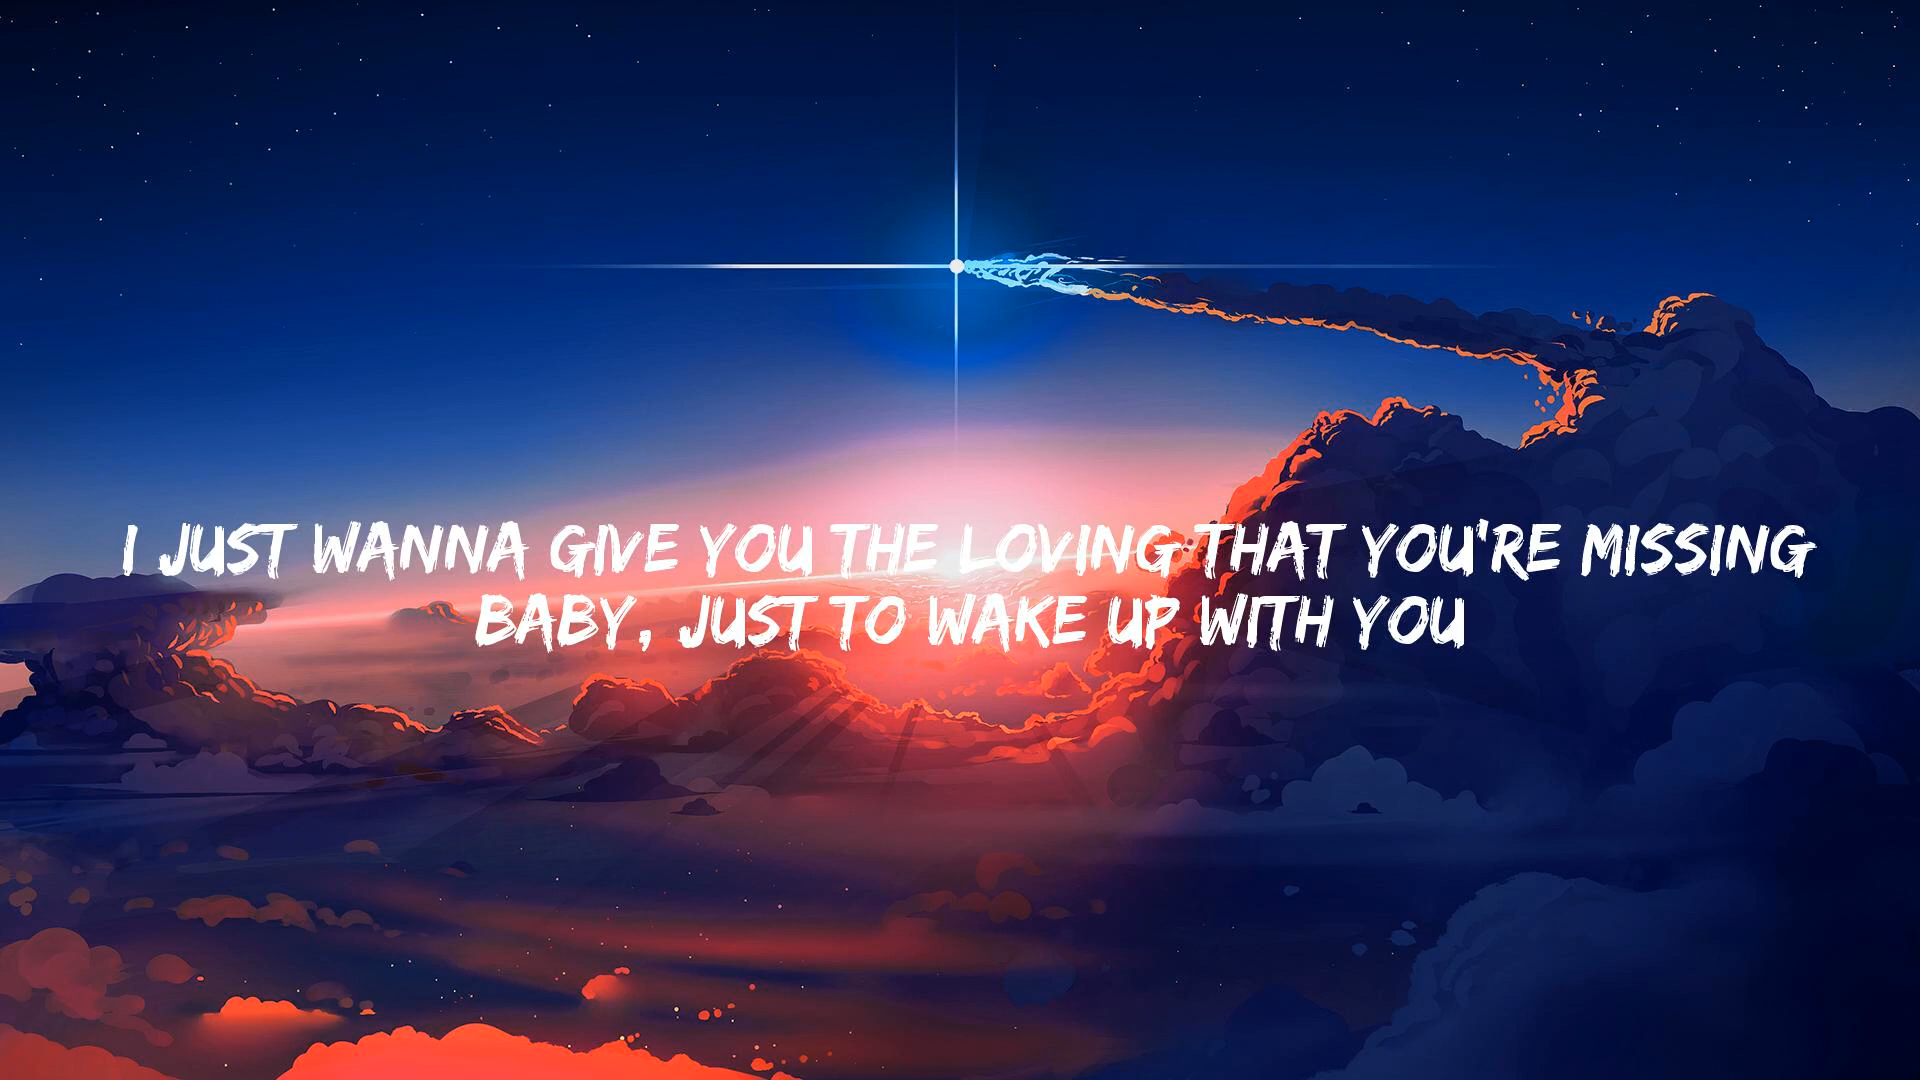 I JUST WANNA GIVE YOU THE LOVING THAT YOU'RE MISSING
BABY, JUST TO WAKE UP WITH YOU